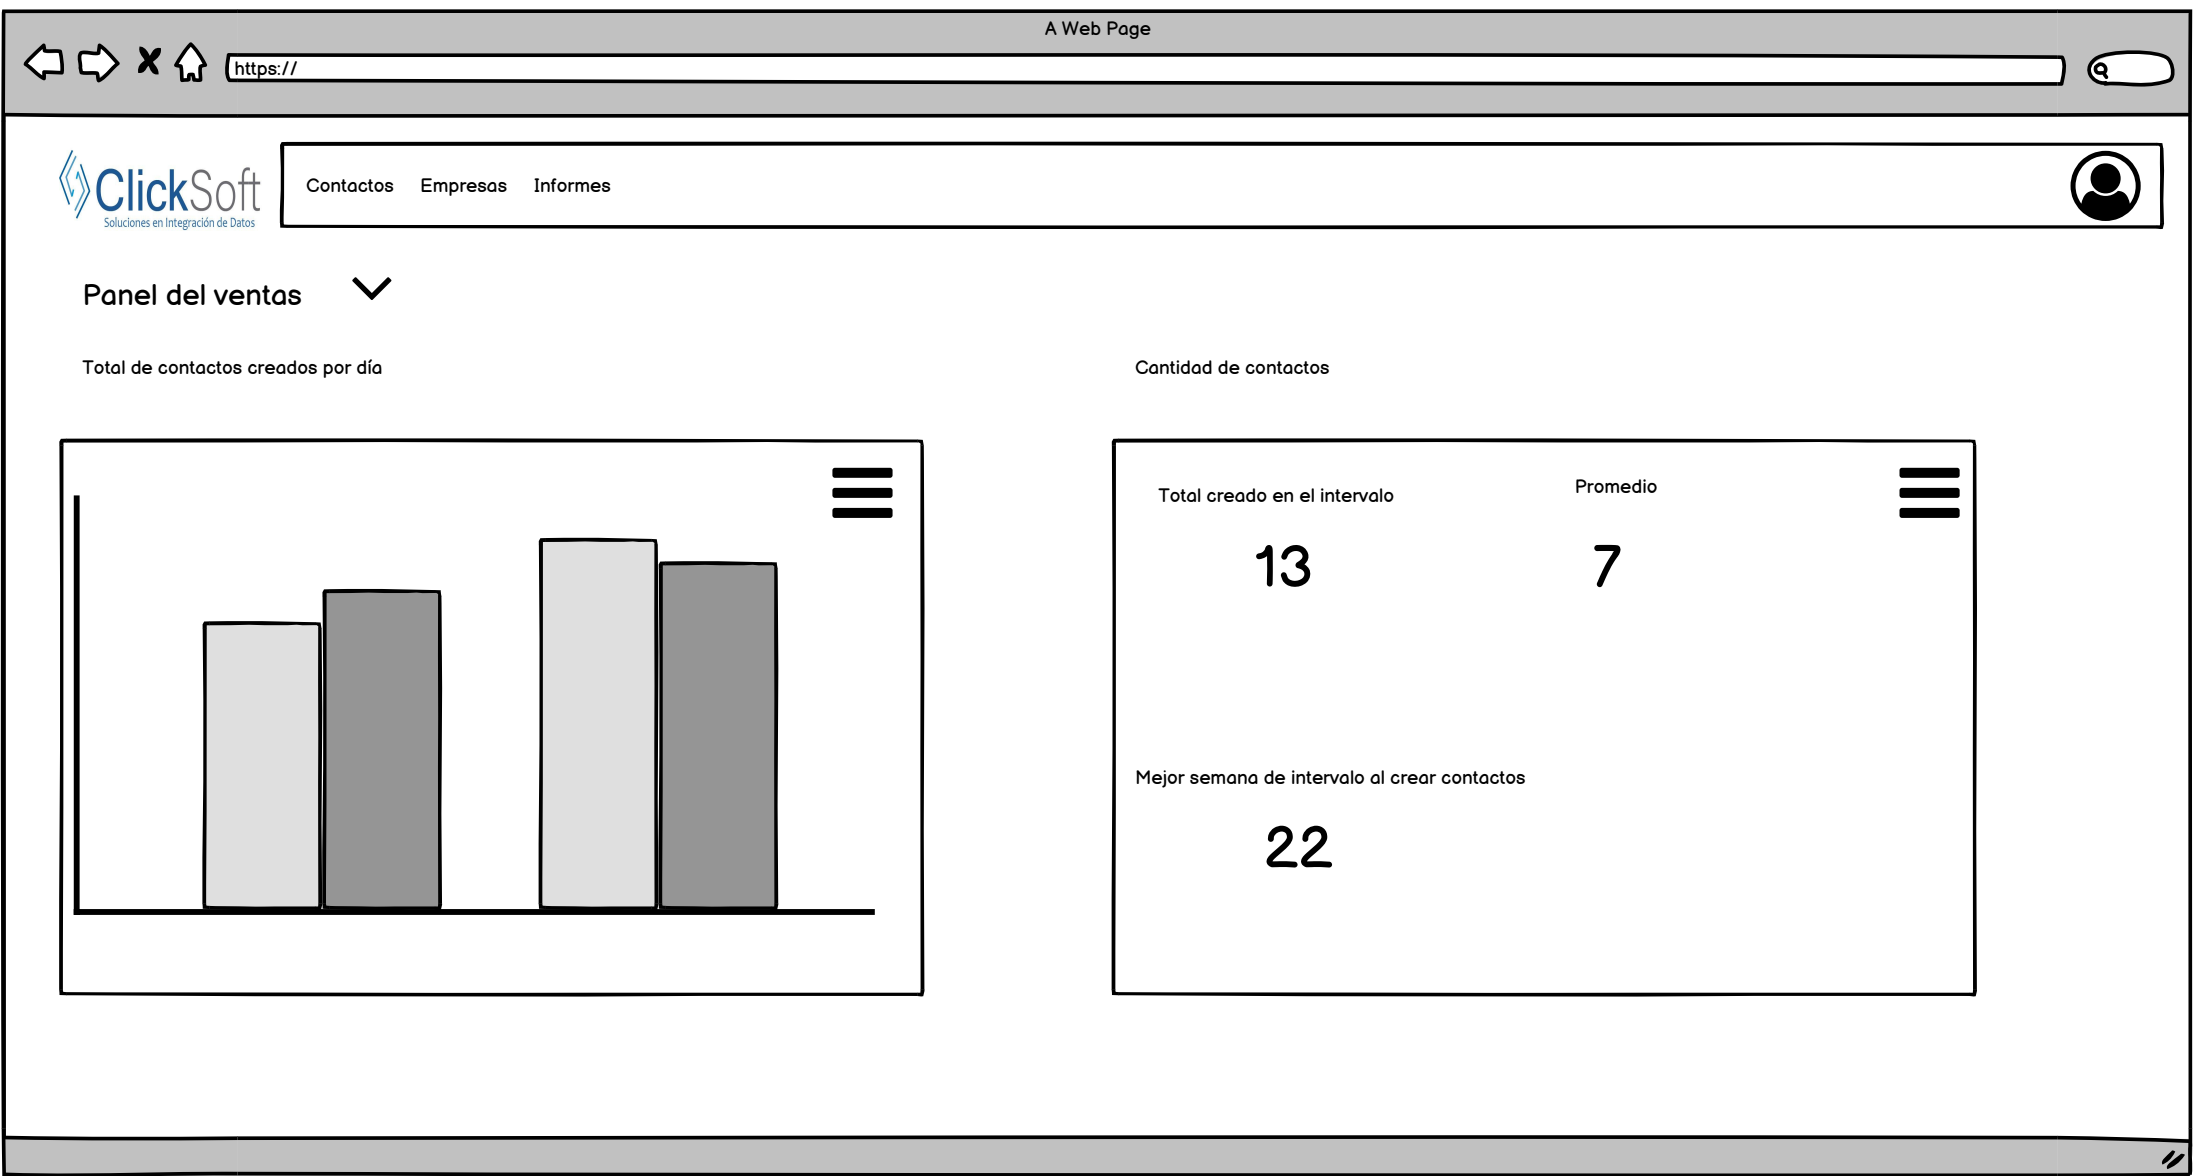 A Web Page
https://
ClickSoft
Soluciones en Integración de Datos
Contactos Empresas Informes
Panel del ventas
Total de contactos creados por día
Cantidad de contactos
Total creado en el intervalo
Promedio
13
7
Mejor semana de intervalo al crear contactos
22